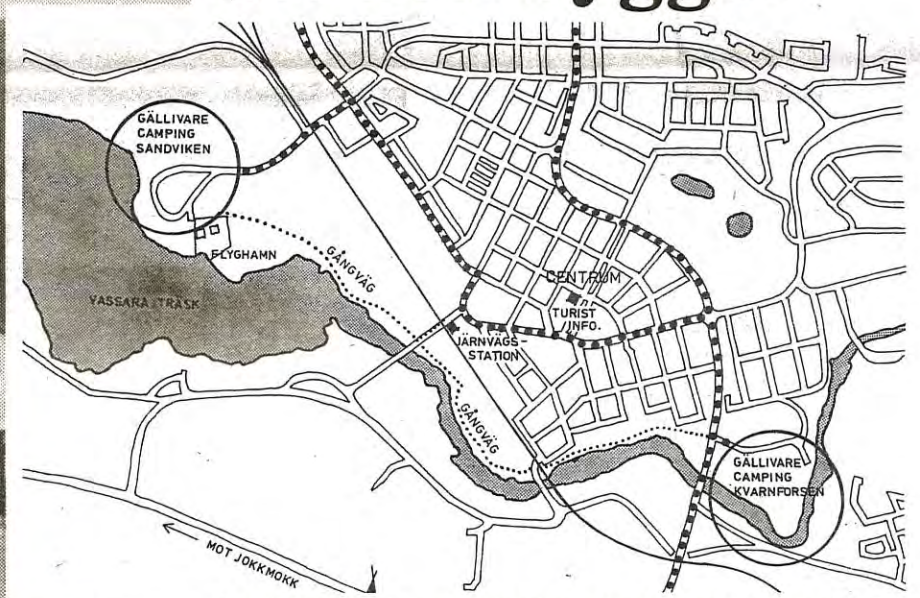 GÄLLIVARE
CAMPING
SANDVIKEN
FLYGHAMN
GÅNGVÄG
VASSARA TRÄSK
CENTRUM
TURIST
INFO.
JÄRNVÄGS-
STATION
GÅNGVÄG
GÄLLIVARE
CAMPING
KVARNFORSEN
← MOT JOKKMOKK